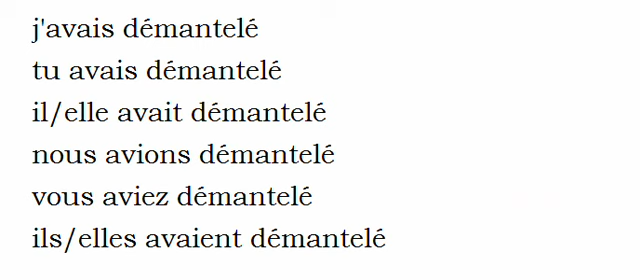 j'avais démantelé
tu avais démantelé
il/elle avait démantelé
nous avions démantelé
vous aviez démantelé
ils/elles avaient démantelé